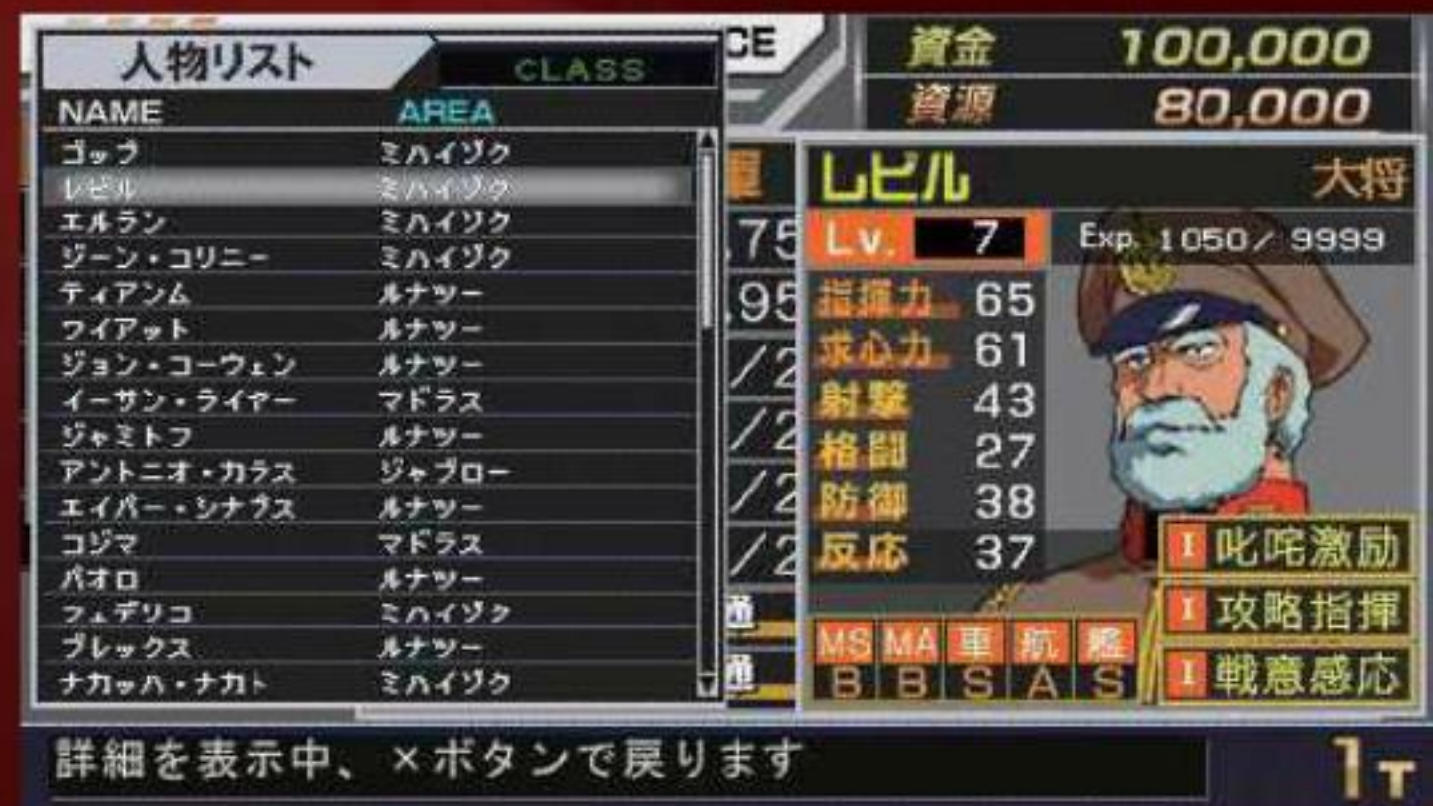 人物リスト CLASS
NAME AREA
ゴップ ミハイゾク
レビル ミハイゾク
エルラン ミハイゾク
ジーン・コリニー ミハイゾク
ティアンム ルナツー
ワイアット ルナツー
ジョン・コーウェン ルナツー
イーサン・ライヤー マドラス
ジャミトフ ルナツー
アントニオ・カラス ジャブロー
エイパー・シナプス ルナツー
コジマ マドラス
パオロ ルナツー
フェデリコ ミハイゾク
ブレックス ルナツー
ナカッハ・ナカト ミハイゾク
CE
資金 100,000
資源 80,000
軍
.75
.95
/2
/2
/2
/2
レビル 大将
Lv. 7 Exp. 1050/ 9999
指揮力 65
求心力 61
射撃 43
格闘 27
防御 38
反応 37
MS MA 車 航 艦
B B S A S
I 叱咤激励
I 攻略指揮
I 戦意感応
詳細を表示中、×ボタンで戻ります
1T